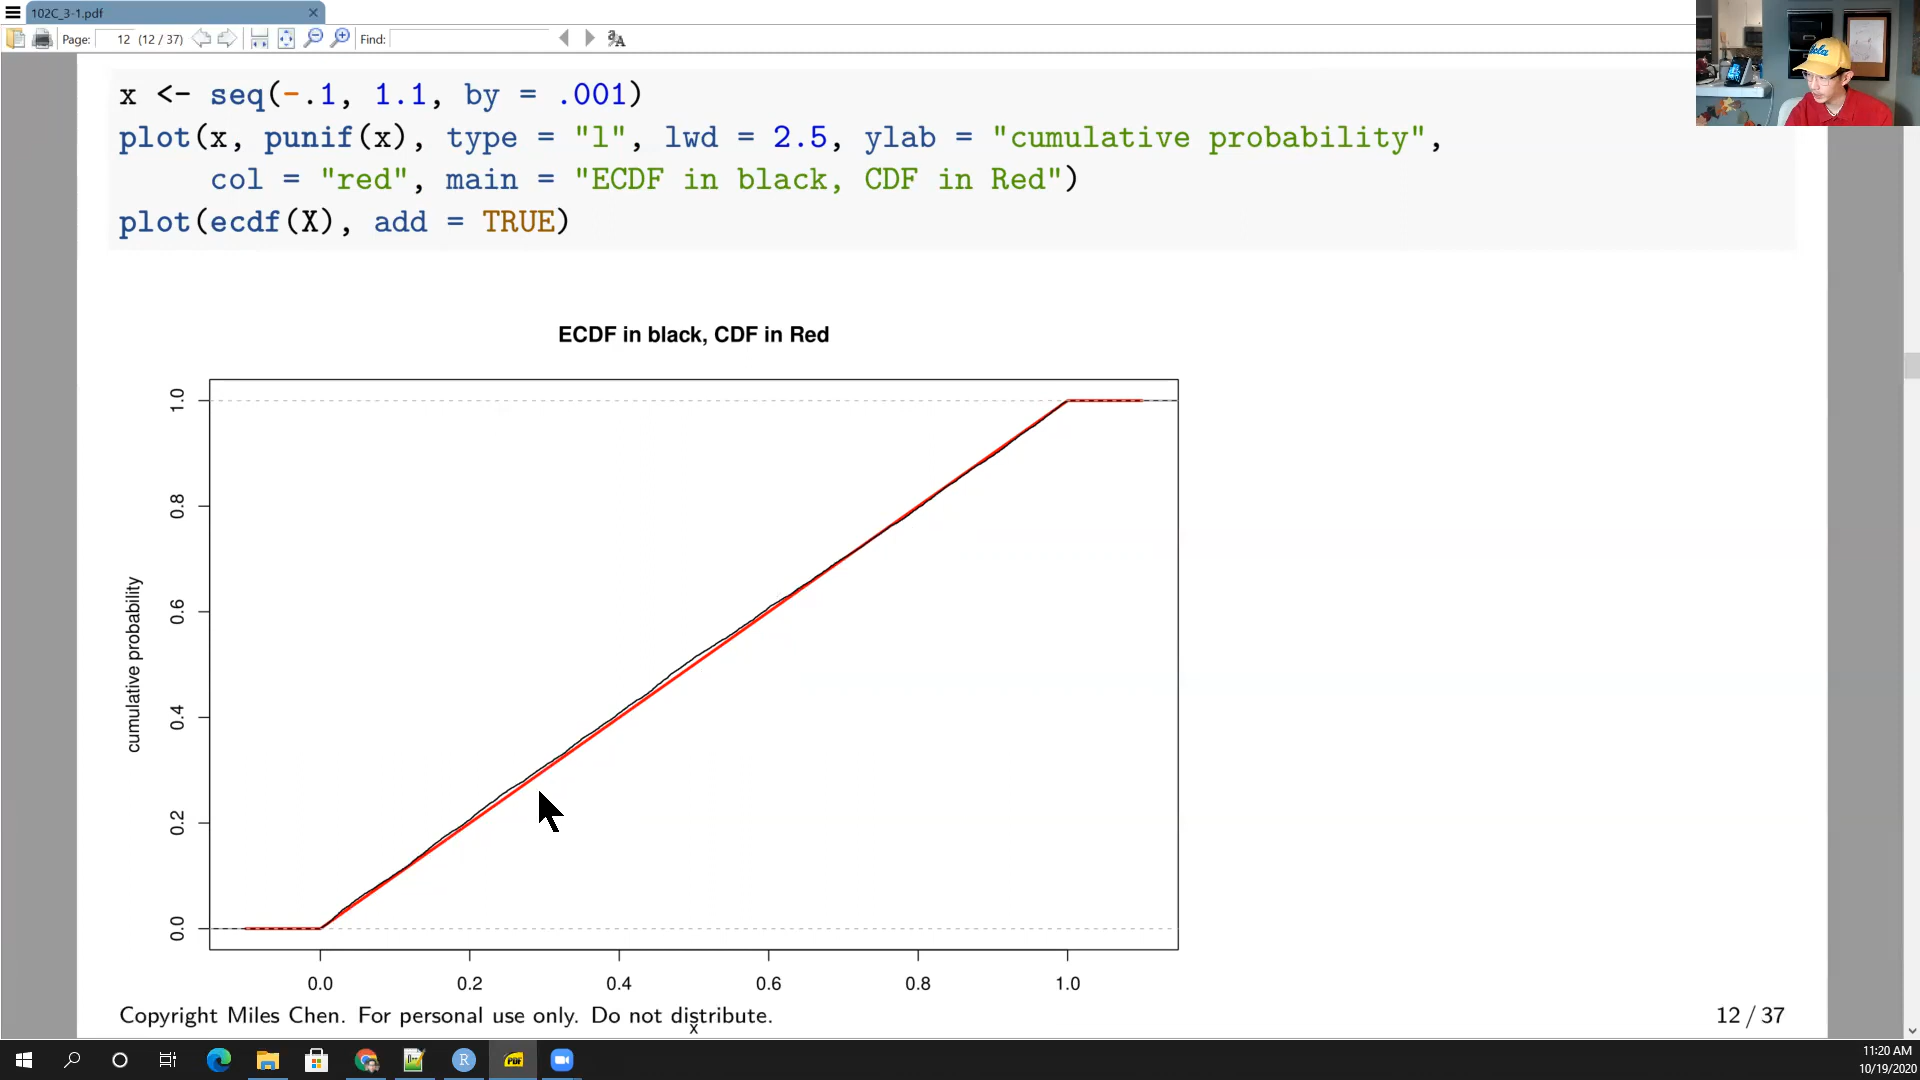 102C_3-1.pdf
Page: 12 (12 / 37) Find:
x <- seq(-.1, 1.1, by = .001)
plot(x, punif(x), type = "l", lwd = 2.5, ylab = "cumulative probability",
col = "red", main = "ECDF in black, CDF in Red")
plot(ecdf(X), add = TRUE)
ECDF in black, CDF in Red
1.0
0.8
0.6
0.4
0.2
0.0
cumulative probability
0.0 0.2 0.4 0.6 0.8 1.0
x
Copyright Miles Chen. For personal use only. Do not distribute.
12 / 37
11:20 AM
10/19/2020